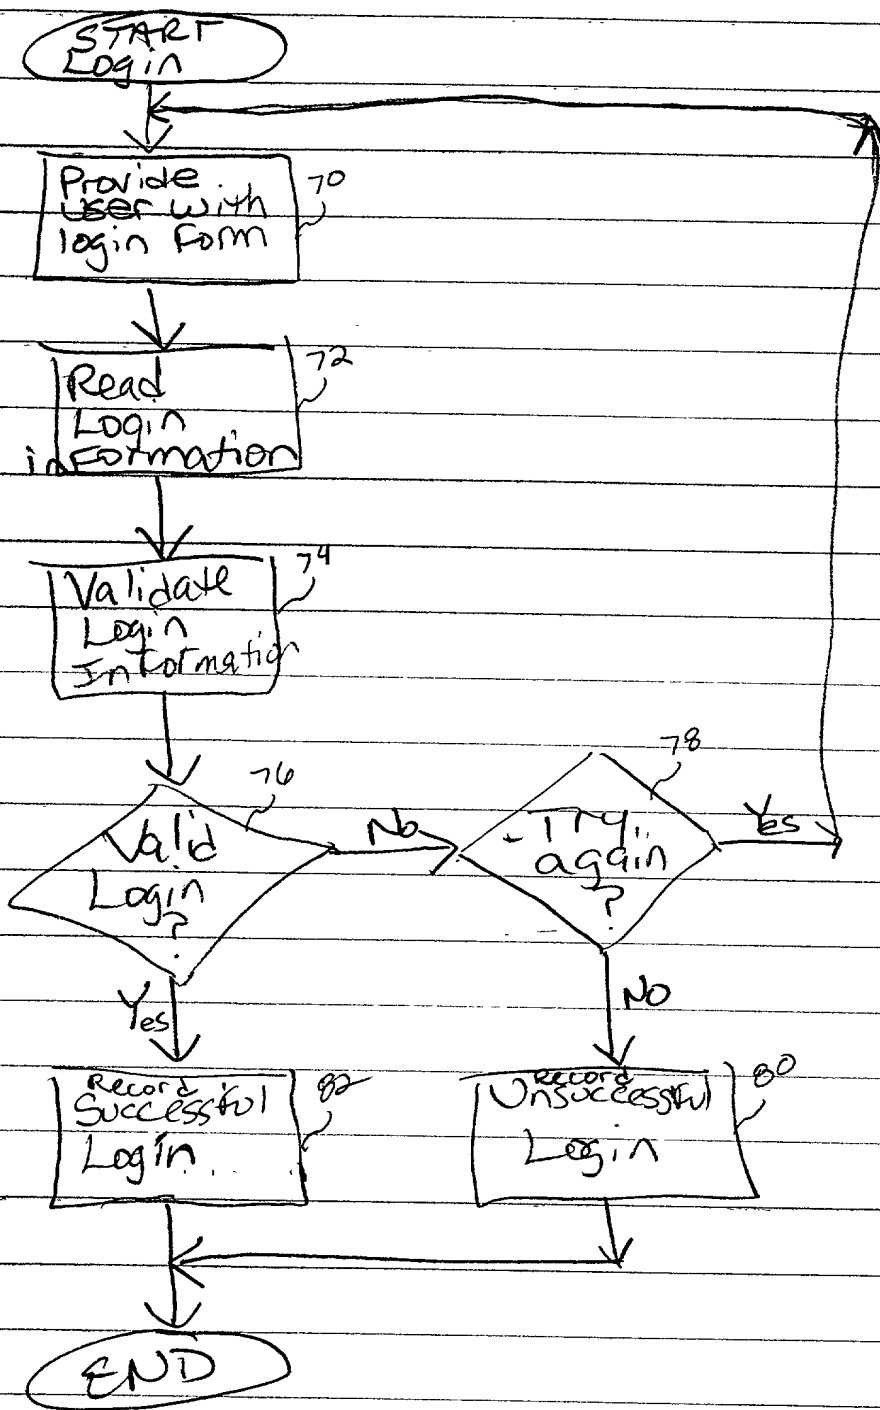 START
Login
Provide
user with
login Form
70
Read
Login
information
72
Validate
Login
Information
74
76
Valid
Login
?
No
78
Try
again
?
Yes
Yes
No
Record
Successful
Login
82
Record
Unsuccessful
Login
80
END